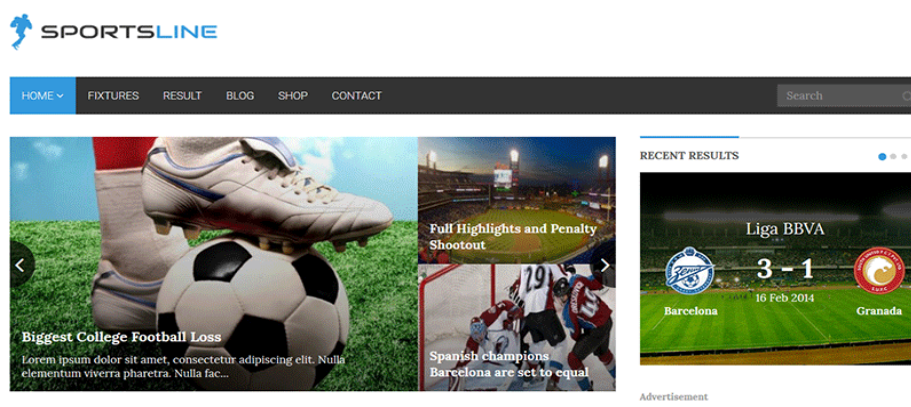 SPORTSLINE
HOME FIXTURES RESULT BLOG SHOP CONTACT Search
RECENT RESULTS
Full Highlights and Penalty
Shootout
Liga BBVA
3 - 1
16 Feb 2014
Barcelona Granada
Biggest College Football Loss
Lorem ipsum dolor sit amet, consectetur adipiscing elit. Nulla
elementum viverra pharetra. Nulla fac...
Spanish champions
Barcelona are set to equal
Advertisement